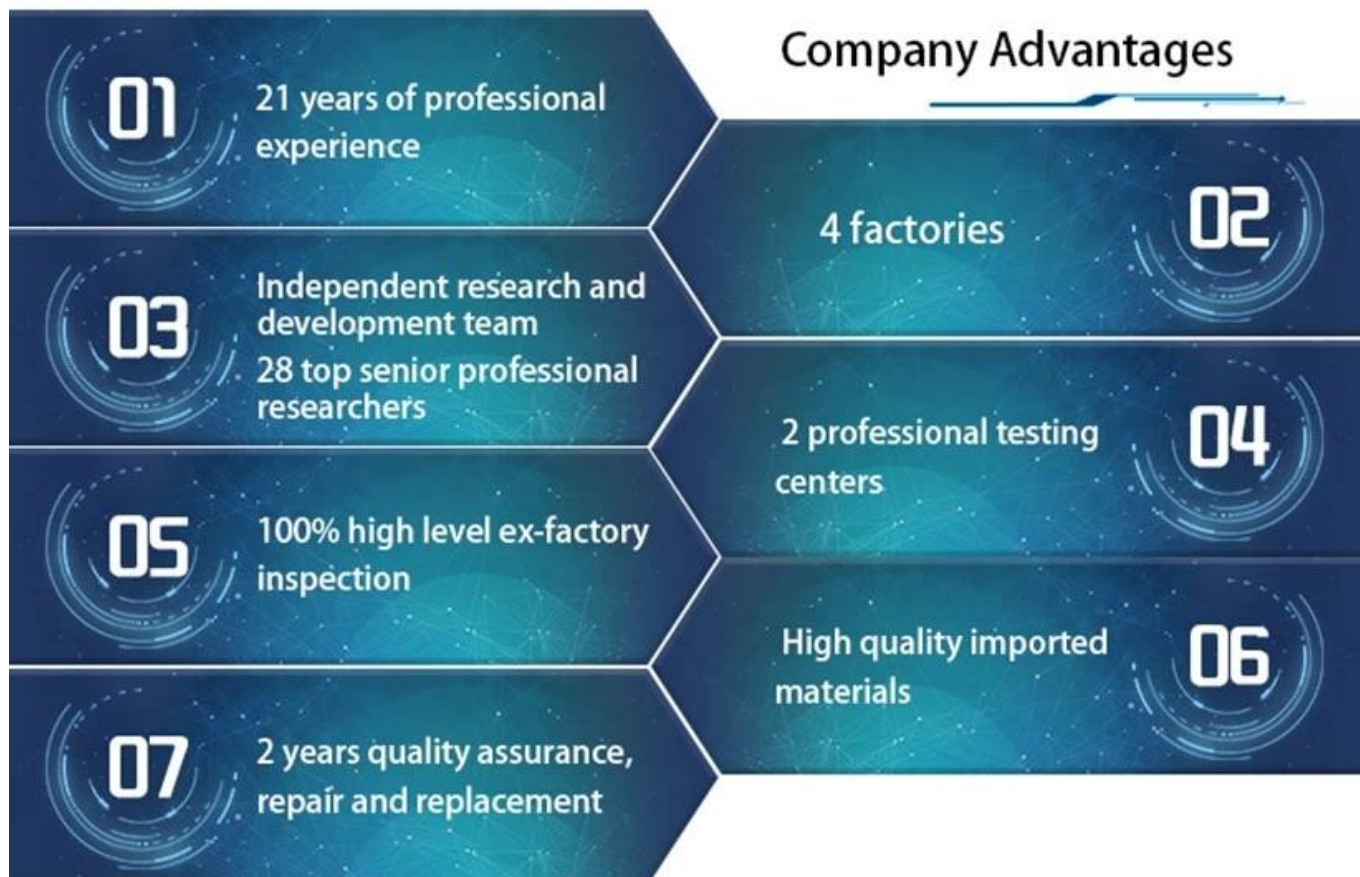 Company Advantages
01
21 years of professional
experience
02
4 factories
03
Independent research and
development team
28 top senior professional
researchers
04
2 professional testing
centers
05
100% high level ex-factory
inspection
06
High quality imported
materials
07
2 years quality assurance,
repair and replacement